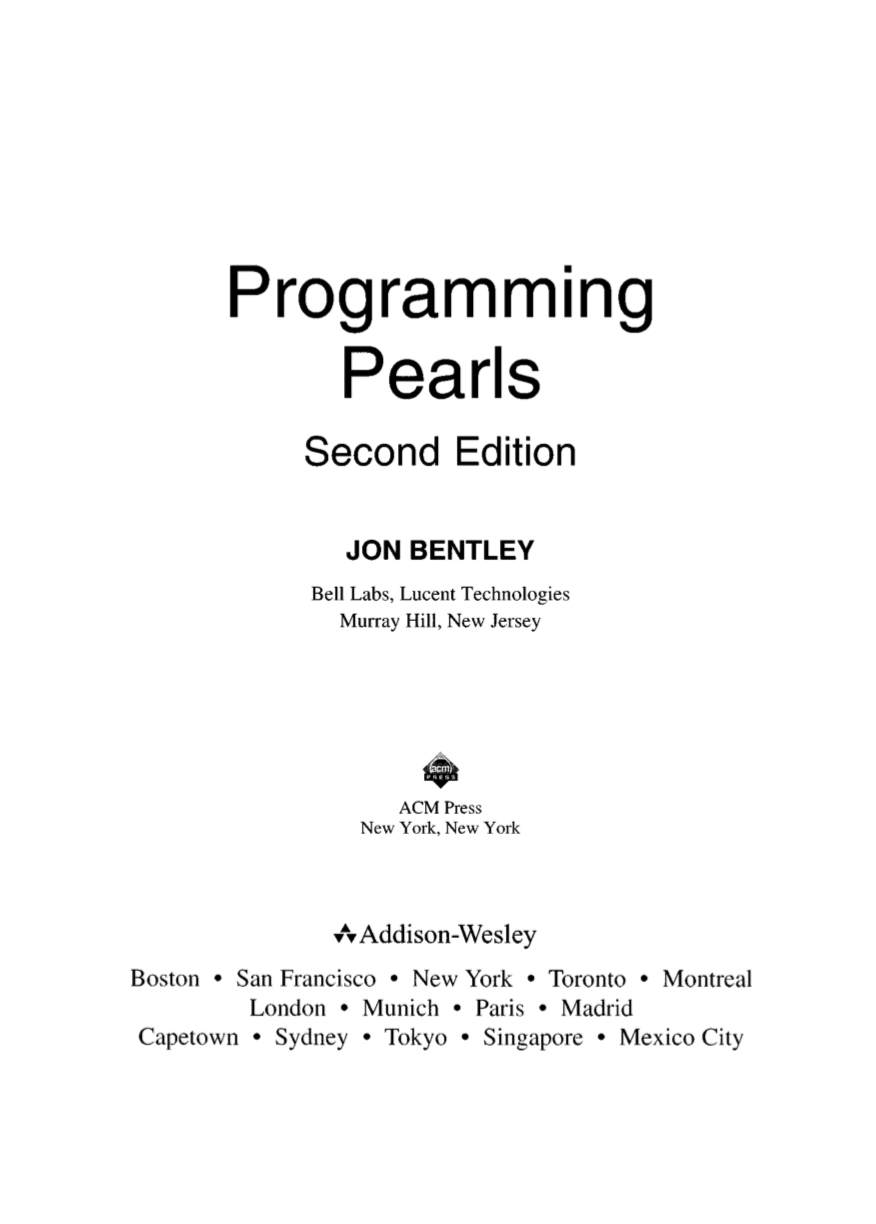 Programming
Pearls
Second Edition
JON BENTLEY
Bell Labs, Lucent Technologies
Murray Hill, New Jersey
acm
PRESS
ACM Press
New York, New York
Addison-Wesley
Boston • San Francisco • New York • Toronto • Montreal
London • Munich • Paris • Madrid
Capetown • Sydney • Tokyo • Singapore • Mexico City